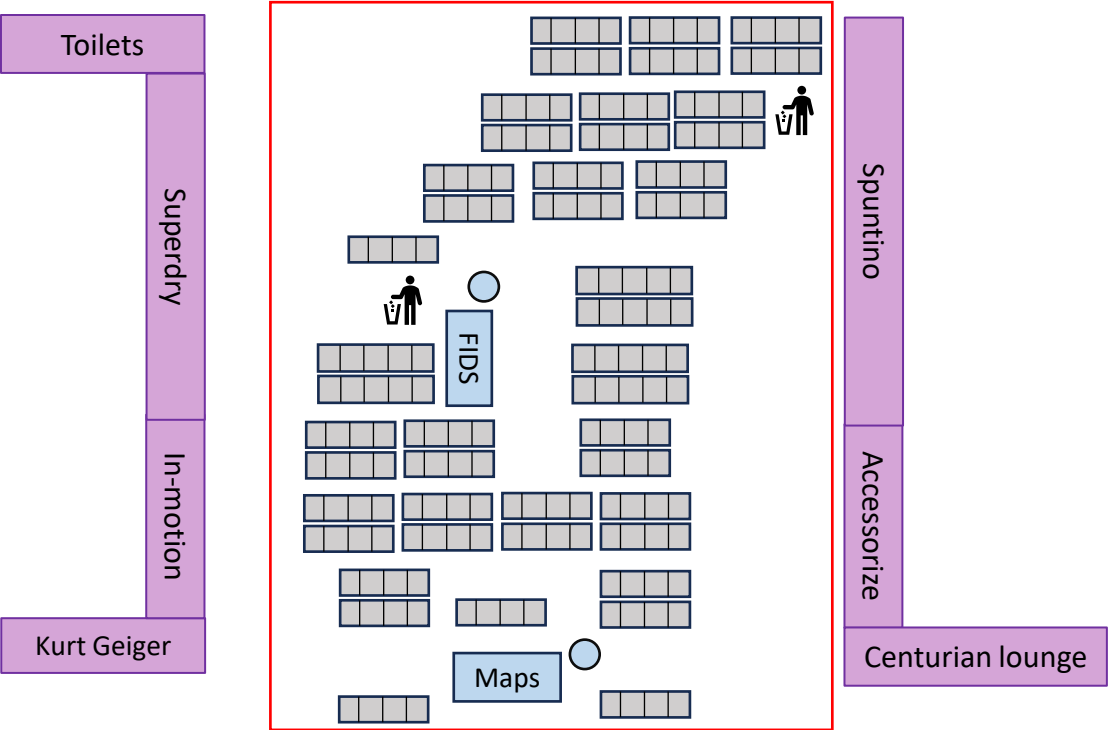 Toilets
Superdry
Spuntino
FIDS
In-motion
Accessorize
Kurt Geiger
Centurian lounge
Maps